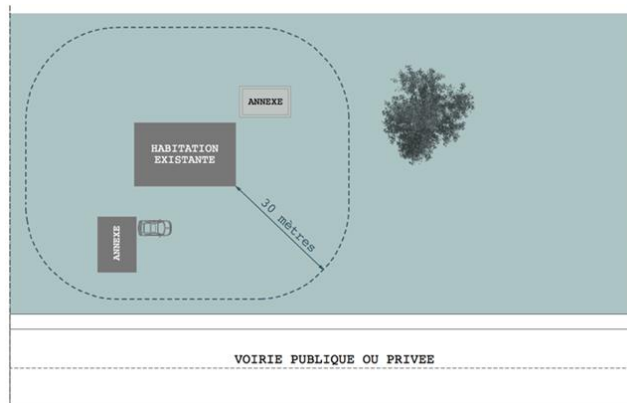 ANNEXE
HABITATION
EXISTANTE
30 mètres
ANNEXE
VOIRIE PUBLIQUE OU PRIVEE